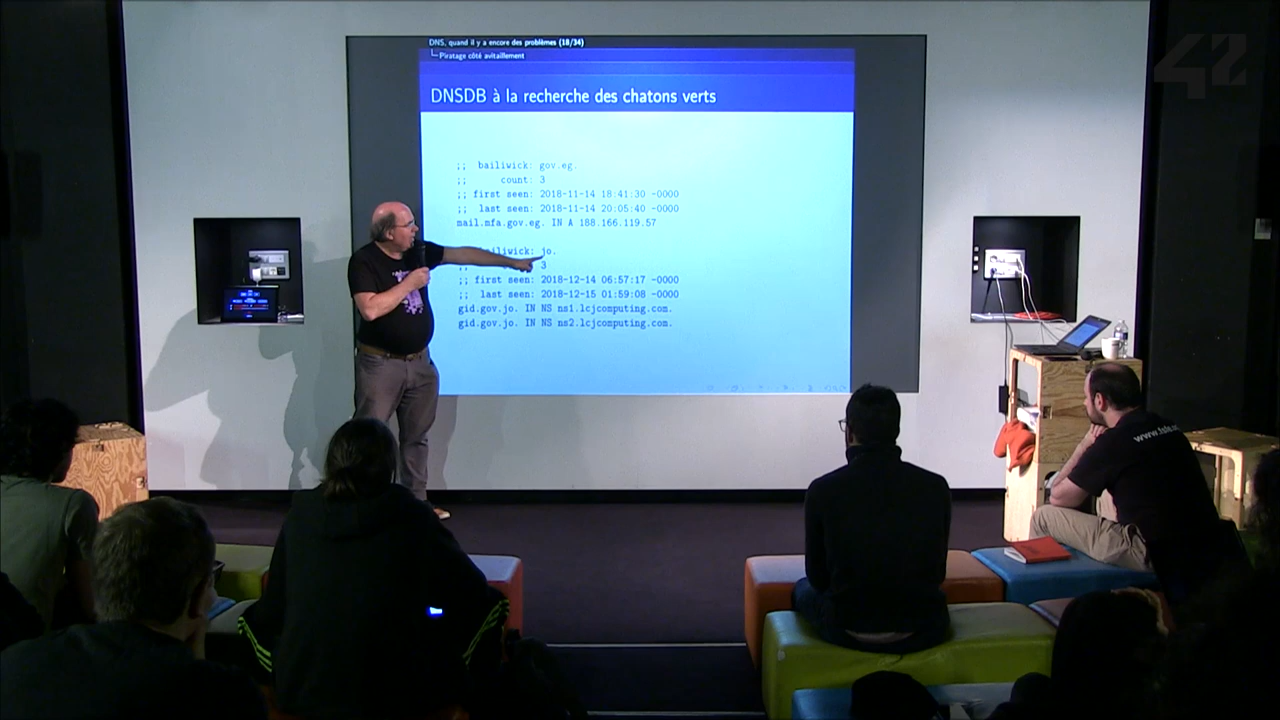 42
DNS, quand il y a encore des problèmes (18/34)
Piratage côté avitaillement
DNSDB à la recherche des chatons verts
;; bailiwick: gov.eg.
;; count: 3
;; first seen: 2018-11-14 18:41:30 -0000
;; last seen: 2018-11-14 20:05:40 -0000
mail.mfa.gov.eg. IN A 188.166.119.57
jo.
3
;; first seen: 2018-12-14 06:57:17 -0000
;; last seen: 2018-12-15 01:59:08 -0000
gid.gov.jo. IN NS ns1.lcjcomputing.com.
gid.gov.jo. IN NS ns2.lcjcomputing.com.